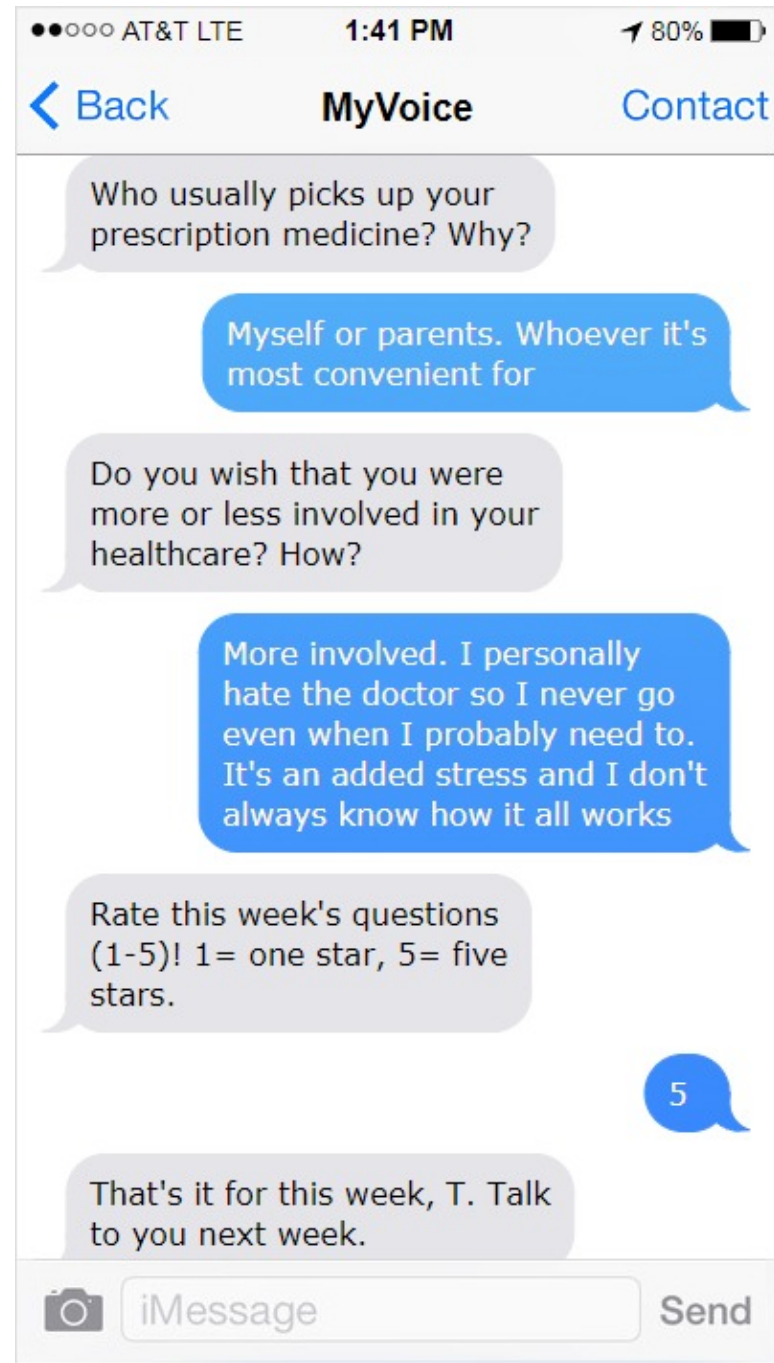 AT&T LTE 1:41 PM 80%
Back MyVoice Contact
Who usually picks up your
prescription medicine? Why?
Myself or parents. Whoever it's
most convenient for
Do you wish that you were
more or less involved in your
healthcare? How?
More involved. I personally
hate the doctor so I never go
even when I probably need to.
It's an added stress and I don't
always know how it all works
Rate this week's questions
(1-5)! 1= one star, 5= five
stars.
5
That's it for this week, T. Talk
to you next week.
iMessage Send